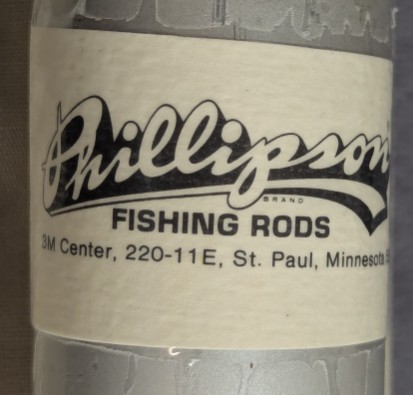 Phillipson
BRAND
FISHING RODS
3M Center, 220-11E, St. Paul, Minnesota